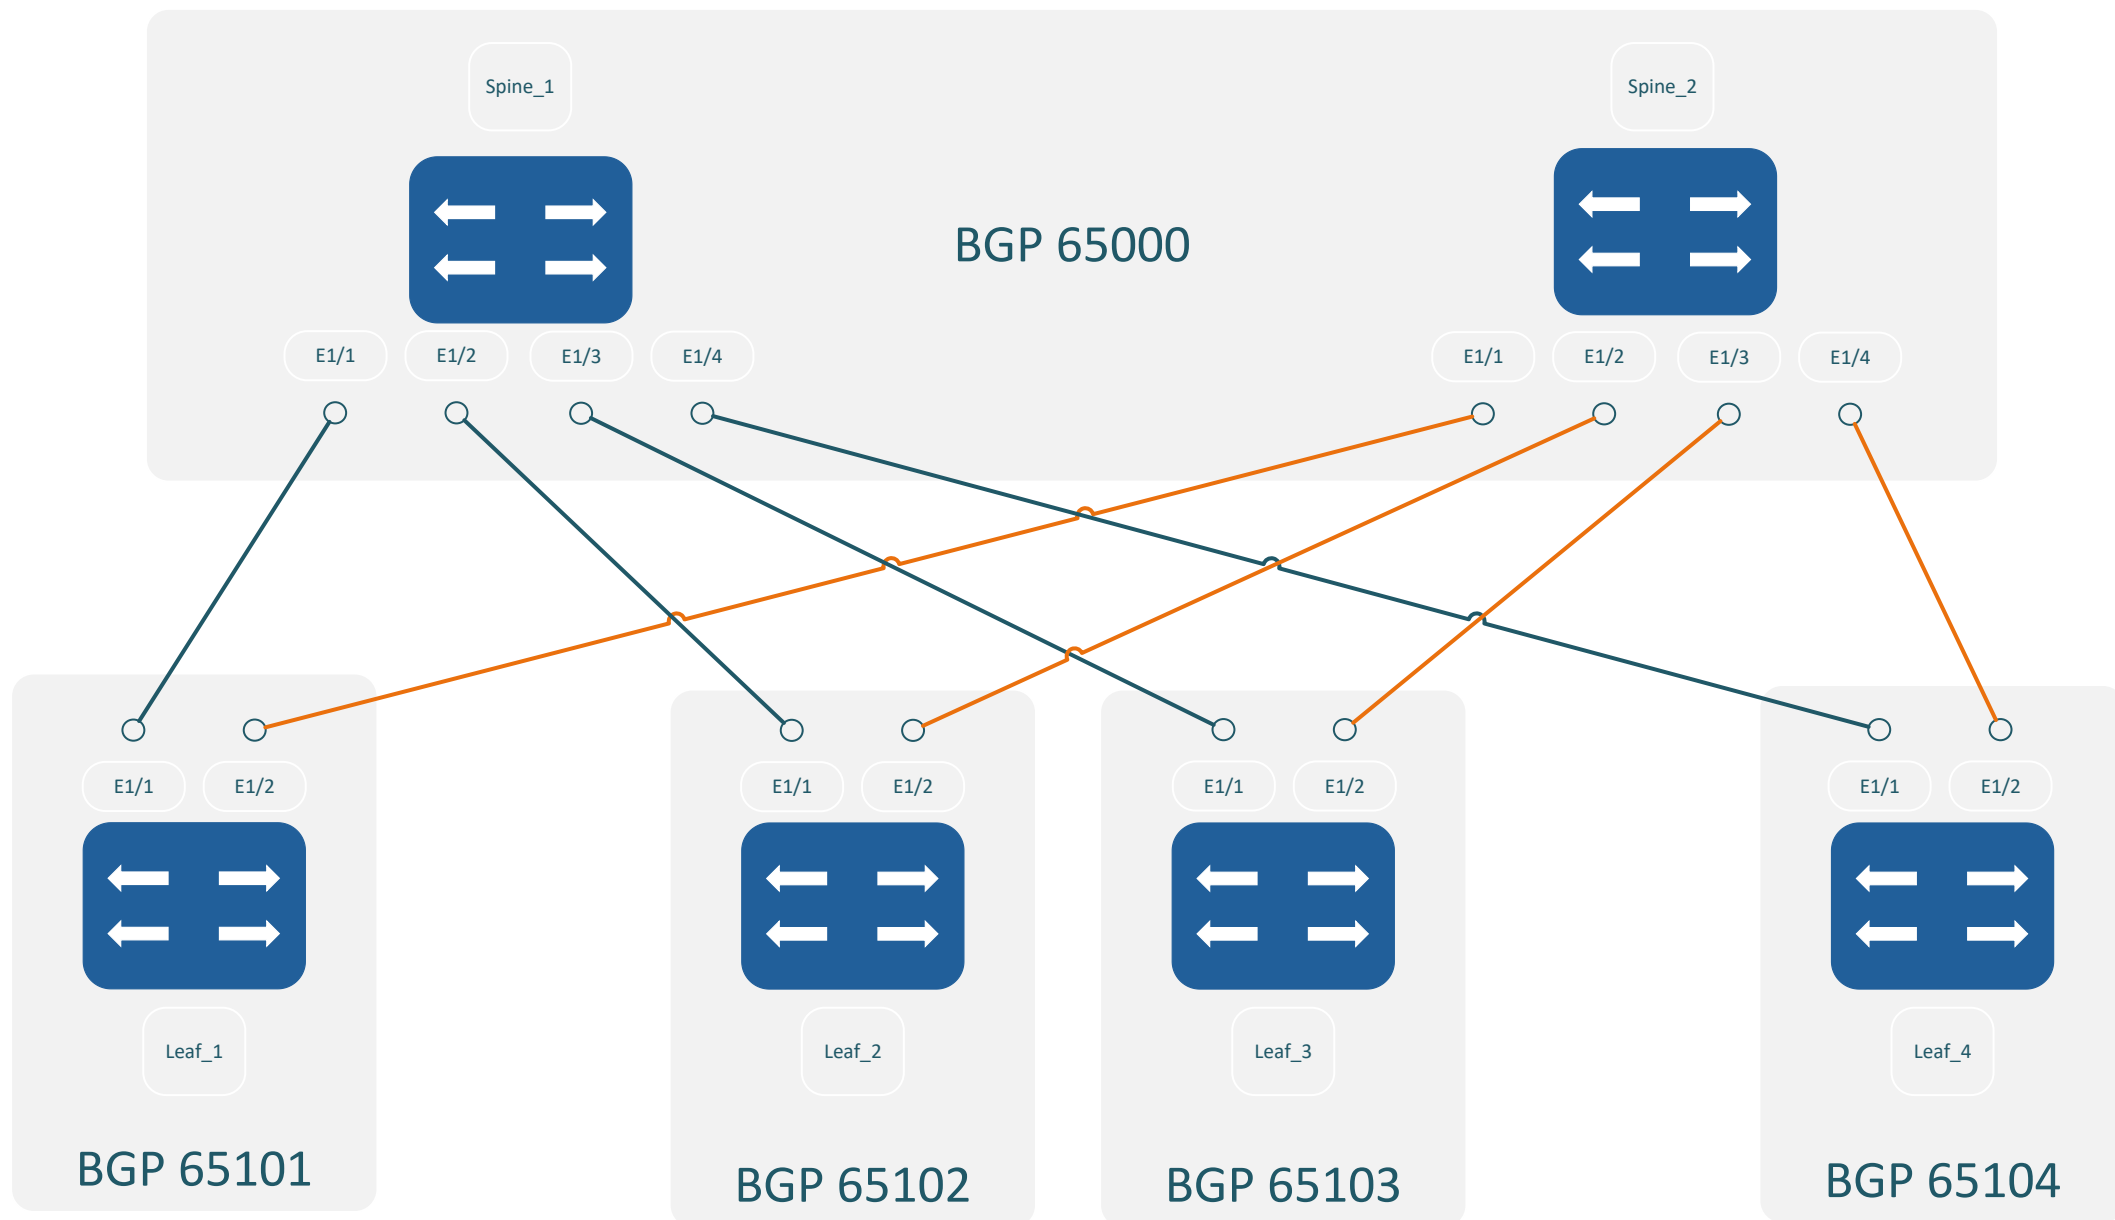 Spine_1
Spine_2
BGP 65000
E1/1
E1/2
E1/3
E1/4
E1/1
E1/2
E1/3
E1/4
E1/1
E1/2
E1/1
E1/2
E1/1
E1/2
E1/1
E1/2
Leaf_1
Leaf_2
Leaf_3
Leaf_4
BGP 65101
BGP 65102
BGP 65103
BGP 65104